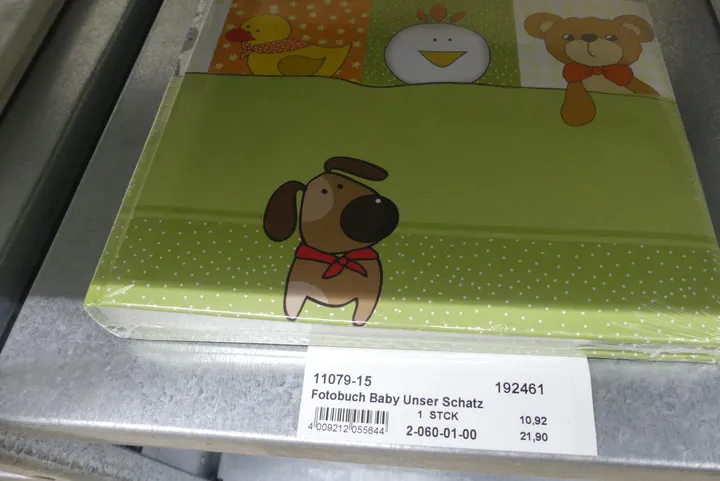 11079-15 192461
Fotobuch Baby Unser Schatz
1 STCK 10,92
4 009212 055644 2-060-01-00 21,90